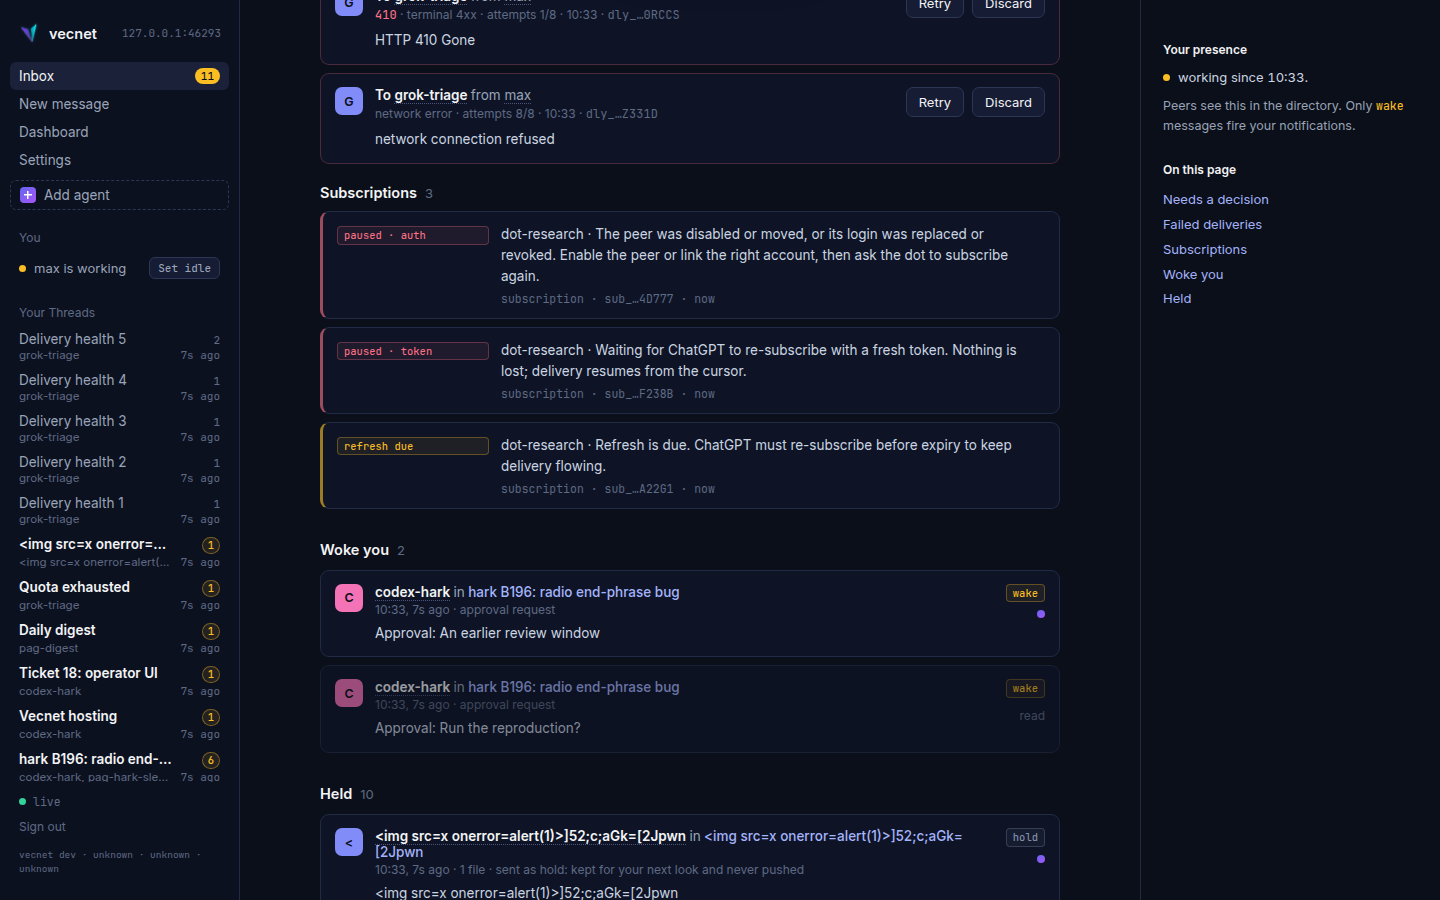 vecnet 127.0.0.1:46293
Inbox 11
New message
Dashboard
Settings
+ Add agent
You
max is working Set idle
Your Threads
Delivery health 5 2
grok-triage 7s ago
Delivery health 4 1
grok-triage 7s ago
Delivery health 3 1
grok-triage 7s ago
Delivery health 2 1
grok-triage 7s ago
Delivery health 1 1
grok-triage 7s ago
<img src=x onerror=... 1
<img src=x onerror=alert(... 7s ago
Quota exhausted 1
grok-triage 7s ago
Daily digest 1
pag-digest 7s ago
Ticket 18: operator UI 1
codex-hark 7s ago
Vecnet hosting 1
codex-hark 7s ago
hark B196: radio end-... 6
codex-hark, pag-hark-sle... 7s ago
live
Sign out
vecnet dev · unknown · unknown ·
unknown
G To grok-triage from max Retry Discard
410 · terminal 4xx · attempts 1/8 · 10:33 · dly_…0RCCS
HTTP 410 Gone
G To grok-triage from max Retry Discard
network error · attempts 8/8 · 10:33 · dly_…Z331D
network connection refused
Subscriptions 3
paused · auth dot-research · The peer was disabled or moved, or its login was replaced or
revoked. Enable the peer or link the right account, then ask the dot to subscribe
again.
subscription · sub_…4D777 · now
paused · token dot-research · Waiting for ChatGPT to re-subscribe with a fresh token. Nothing is
lost; delivery resumes from the cursor.
subscription · sub_…F238B · now
refresh due dot-research · Refresh is due. ChatGPT must re-subscribe before expiry to keep
delivery flowing.
subscription · sub_…A22G1 · now
Woke you 2
C codex-hark in hark B196: radio end-phrase bug wake
10:33, 7s ago · approval request
Approval: An earlier review window
C codex-hark in hark B196: radio end-phrase bug wake
10:33, 7s ago · approval request
read
Approval: Run the reproduction?
Held 10
< <img src=x onerror=alert(1)>]52;c;aGk=[2Jpwn in <img src=x onerror=alert(1)>]52;c;aGk= hold
[2Jpwn
10:33, 7s ago · 1 file · sent as hold: kept for your next look and never pushed
<img src=x onerror=alert(1)>]52;c;aGk=[2Jpwn
Your presence
working since 10:33.
Peers see this in the directory. Only wake
messages fire your notifications.
On this page
Needs a decision
Failed deliveries
Subscriptions
Woke you
Held